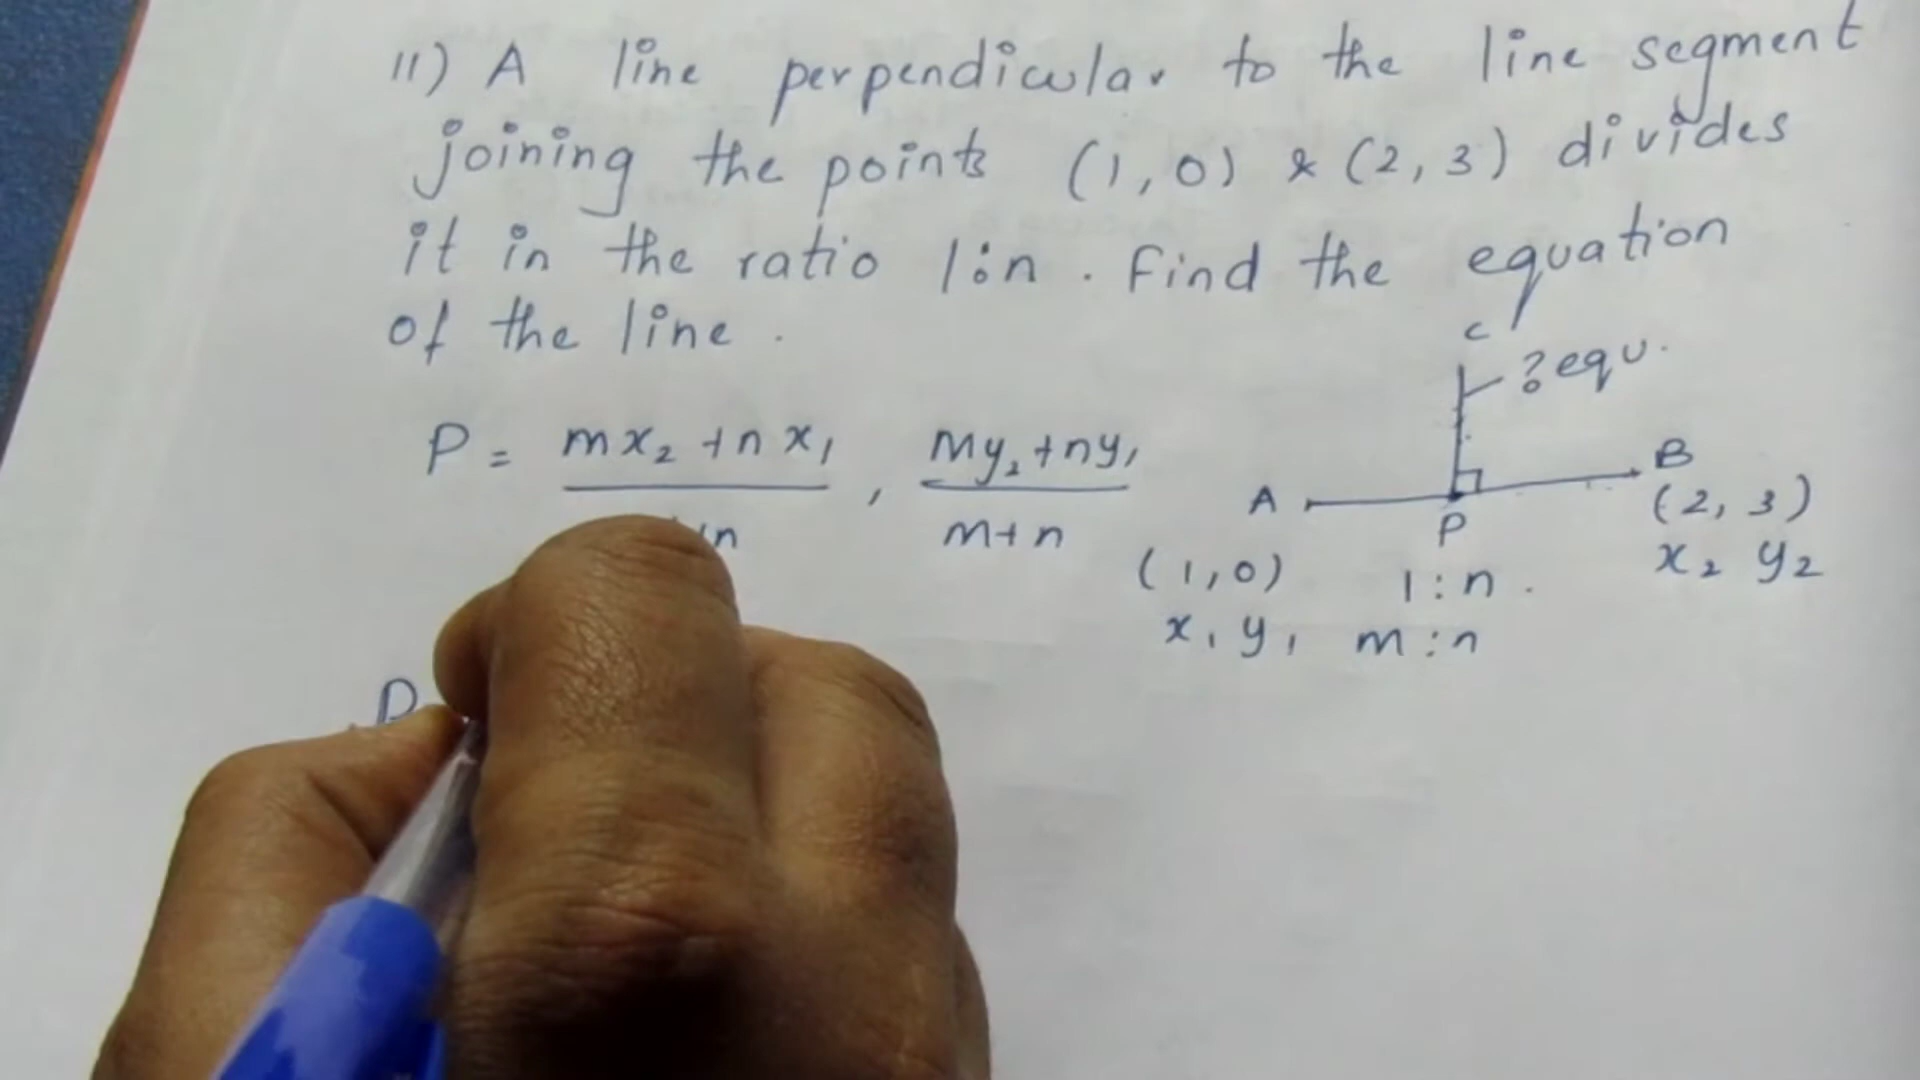 11) A line perpendicular to the line segment
joining the points (1,0) & (2,3) divides
it in the ratio 1:n. Find the equation
of the line.
C
? equ.
P = mx₂ + nx₁ , My₂ + ny₁
+n m+n
A B
P
(1,0) (2,3)
1:n.
x₁ y₁ m:n x₂ y₂
P